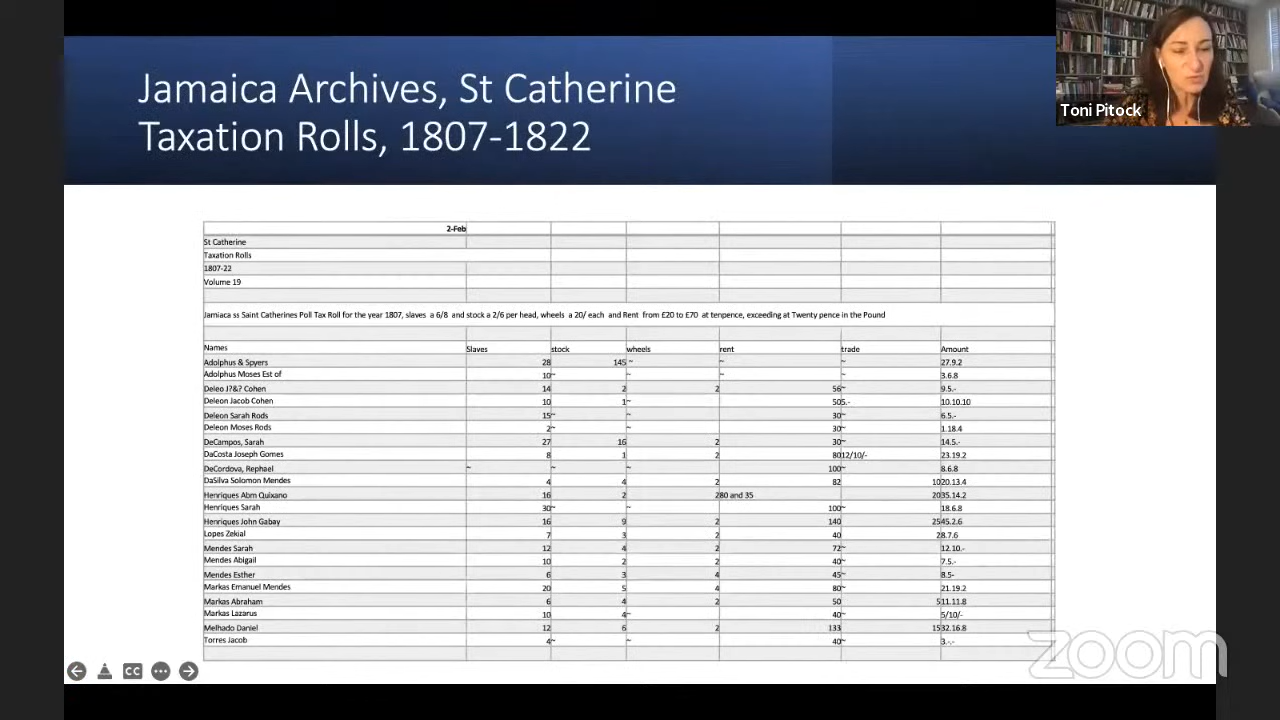 Jamaica Archives, St Catherine
Taxation Rolls, 1807-1822
Toni Pitock
2-Feb
St Catherine
Taxation Rolls
1807-22
Volume 19
Jamiaca ss Saint Catherines Poll Tax Roll for the year 1807, slaves a 6/8 and stock a 2/6 per head, wheels a 20/ each and Rent from £20 to £70 at tenpence, exceeding at Twenty pence in the Pound
Names Slaves stock wheels rent trade Amount
Adolphus & Spyers 28 145 ~ ~ ~ 27.9.2
Adolphus Moses Est of 10 ~ ~ ~ ~ 3.6.8
Deleo J?&? Cohen 14 2 2 56 ~ 9.5.-
Deleon Jacob Cohen 10 1 ~ 50 5.- 10.10.10
Deleon Sarah Rods 15 ~ ~ 30 ~ 6.5.-
Deleon Moses Rods 2 ~ ~ 30 ~ 1.18.4
DeCampos, Sarah 27 16 2 30 ~ 14.5.-
DaCosta Joseph Gomes 8 1 2 80 12/10/- 23.19.2
DeCordova, Rephael ~ ~ ~ 100 ~ 8.6.8
DaSilva Solomon Mendes 4 4 2 82 10 20.13.4
Henriques Abm Quixano 16 2 2 80 and 35 20 35.14.2
Henriques Sarah 30 ~ ~ 100 ~ 18.6.8
Henriques John Gabay 16 9 2 140 25 45.2.6
Lopes Zekial 7 3 2 40 2 8.7.6
Mendes Sarah 12 4 2 72 ~ 12.10.-
Mendes Abigail 10 2 2 40 ~ 7.5.-
Mendes Esther 6 3 4 45 ~ 8.5-
Markas Emanuel Mendes 20 5 4 80 ~ 21.19.2
Markas Abraham 6 4 2 50 5 11.11.8
Markas Lazarus 10 4 ~ 40 ~ 5/10/-
Melhado Daniel 12 6 2 133 15 32.16.8
Torres Jacob 4 ~ ~ 40 ~ 3.-.-
CC
zoom